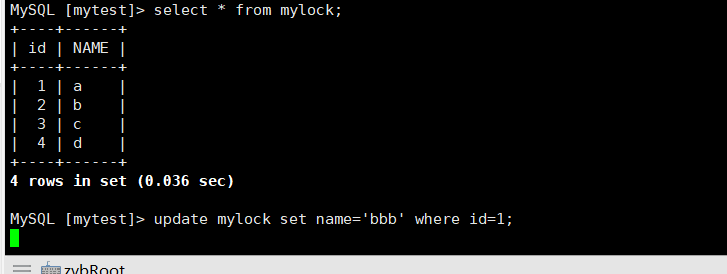 MySQL [mytest]> select * from mylock;
+----+------+
| id | NAME |
+----+------+
|  1 | a    |
|  2 | b    |
|  3 | c    |
|  4 | d    |
+----+------+
4 rows in set (0.036 sec)
MySQL [mytest]> update mylock set name='bbb' where id=1;
zybRoot